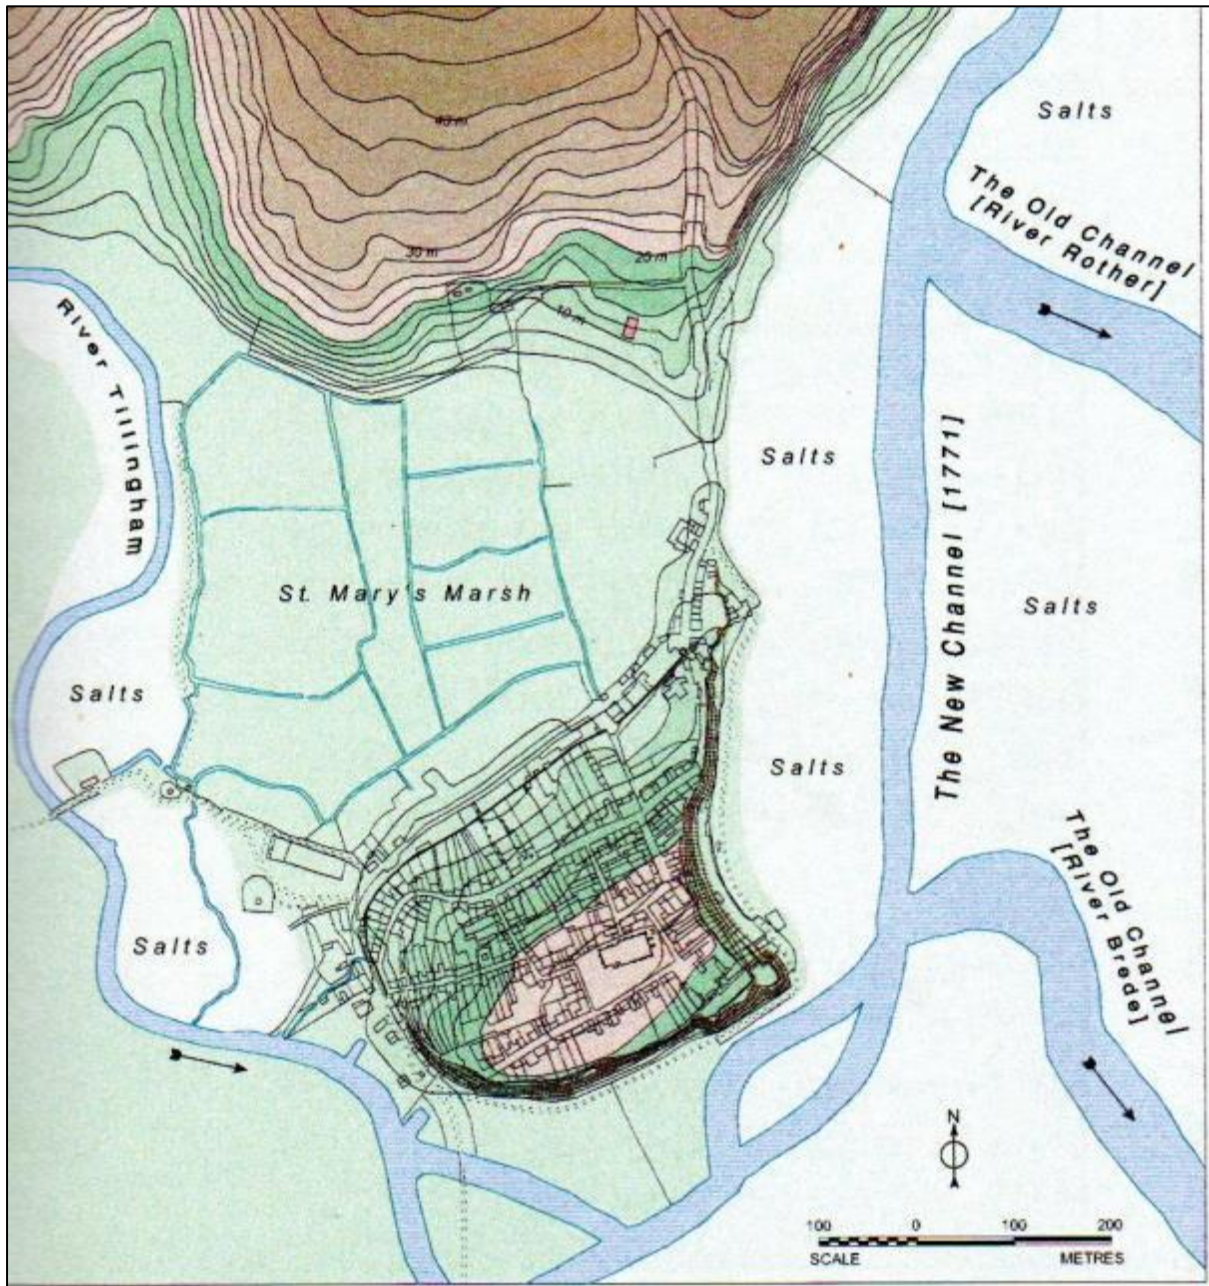 40 m
Salts
The Old Channel
[River Rother]
30 m
20 m
10 m
River Tillingham
Salts
The New Channel [1771]
St. Mary's Marsh
Salts
Salts
Salts
The Old Channel
[River Brede]
Salts
N
100 0 100 200
SCALE METRES